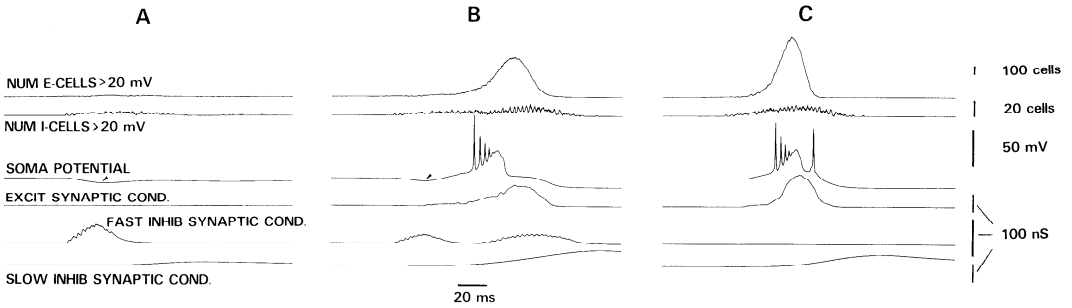 A
B
C
NUM E-CELLS>20 mV
100 cells
20 cells
NUM I-CELLS>20 mV
50 mV
SOMA POTENTIAL
EXCIT SYNAPTIC COND.
FAST INHIB SYNAPTIC COND.
100 nS
SLOW INHIB SYNAPTIC COND.
20 ms